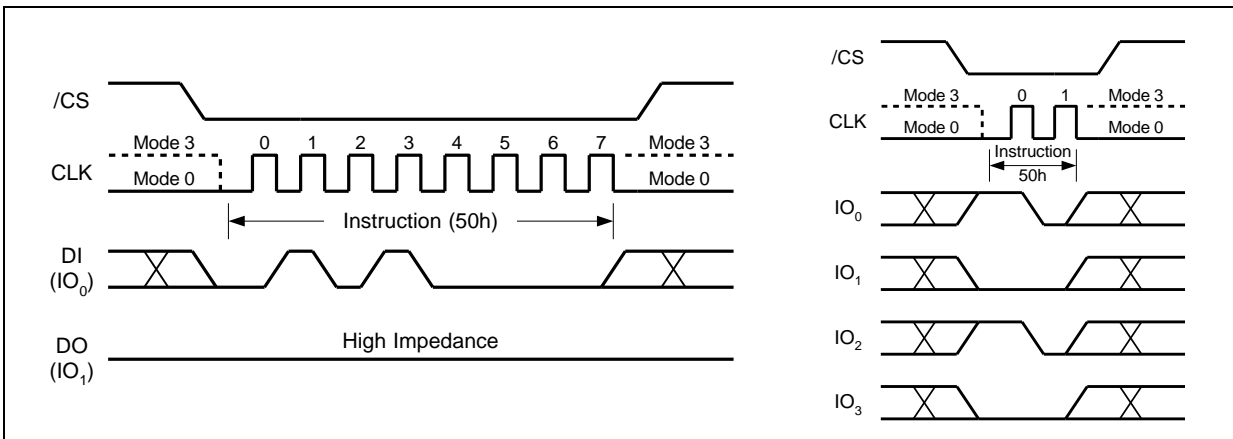 /CS
Mode 3
0 1 2 3 4 5 6 7
Mode 3
CLK
Mode 0
Mode 0
Instruction (50h)
DI
(IO0)
DO
(IO1)
High Impedance
/CS
Mode 3
0 1
Mode 3
CLK
Mode 0
Mode 0
Instruction
50h
IO0
IO1
IO2
IO3